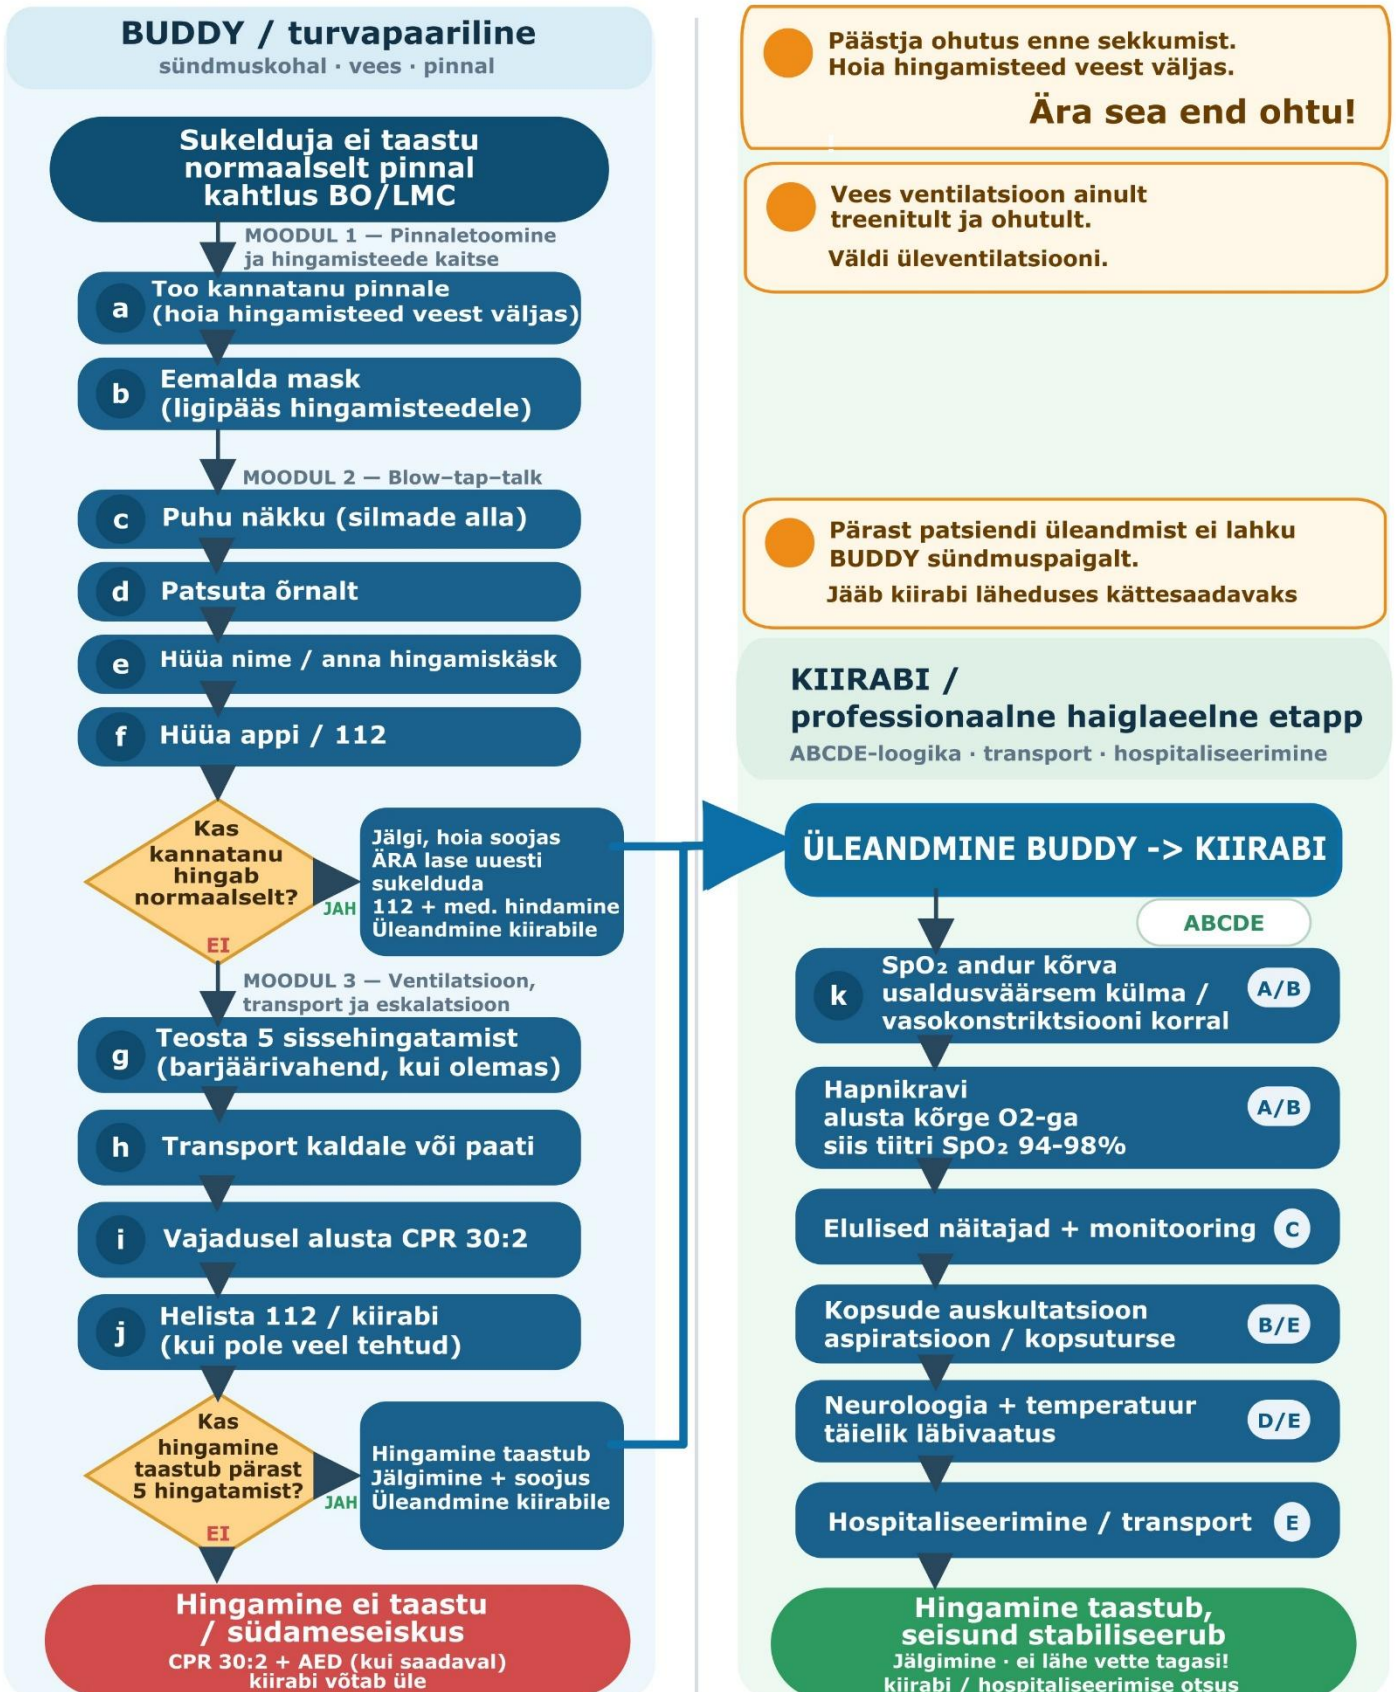 BUDDY / turvapaariline
sündmuskohal · vees · pinnal
Sukelduja ei taastu
normaalselt pinnal
kahtlus BO/LMC
MOODUL 1 — Pinnaletoomine
ja hingamisteede kaitse
a
Too kannatanu pinnale
(hoia hingamisteed veest väljas)
b
Eemalda mask
(ligipääs hingamisteedele)
MOODUL 2 — Blow–tap–talk
c
Puhu näkku (silmade alla)
d
Patsuta õrnalt
e
Hüüa nime / anna hingamiskäsk
f
Hüüa appi / 112
Kas
kannatanu
hingab
normaalselt?
JAH
EI
Jälgi, hoia soojas
ÄRA lase uuesti
sukelduda
112 + med. hindamine
Üleandmine kiirabile
MOODUL 3 — Ventilatsioon,
transport ja eskalatsioon
g
Teosta 5 sissehingatamist
(barjäärivahend, kui olemas)
h
Transport kaldale või paati
i
Vajadusel alusta CPR 30:2
j
Helista 112 / kiirabi
(kui pole veel tehtud)
Kas
hingamine
taastub pärast
5 hingatamist?
JAH
EI
Hingamine taastub
Jälgimine + soojus
Üleandmine kiirabile
Hingamine ei taastu
/ südameseiskus
CPR 30:2 + AED (kui saadaval)
kiirabi võtab üle
Päästja ohutus enne sekkumist.
Hoia hingamisteed veest väljas.
Ära sea end ohtu!
!
Vees ventilatsioon ainult
treenitult ja ohutult.
Väldi üleventilatsiooni.
Pärast patsiendi üleandmist ei lahku
BUDDY sündmuspaigalt.
Jääb kiirabi läheduses kättesaadavaks
KIIRABI /
professionaalne haiglaeelne etapp
ABCDE-loogika · transport · hospitaliseerimine
ÜLEANDMINE BUDDY -> KIIRABI
ABCDE
k
SpO₂ andur kõrva
usaldusväärsem külma /
vasokonstriktsiooni korral
A/B
Hapnikravi
alusta kõrge O2-ga
siis tiitri SpO₂ 94–98%
A/B
Elulised näitajad + monitooring
C
Kopsude auskultatsioon
aspiratsioon / kopsuturse
B/E
Neuroloogia + temperatuur
täielik läbivaatus
D/E
Hospitaliseerimine / transport
E
Hingamine taastub,
seisund stabiliseerub
Jälgimine · ei lähe vette tagasi!
kiirabi / hospitaliseerimise otsus